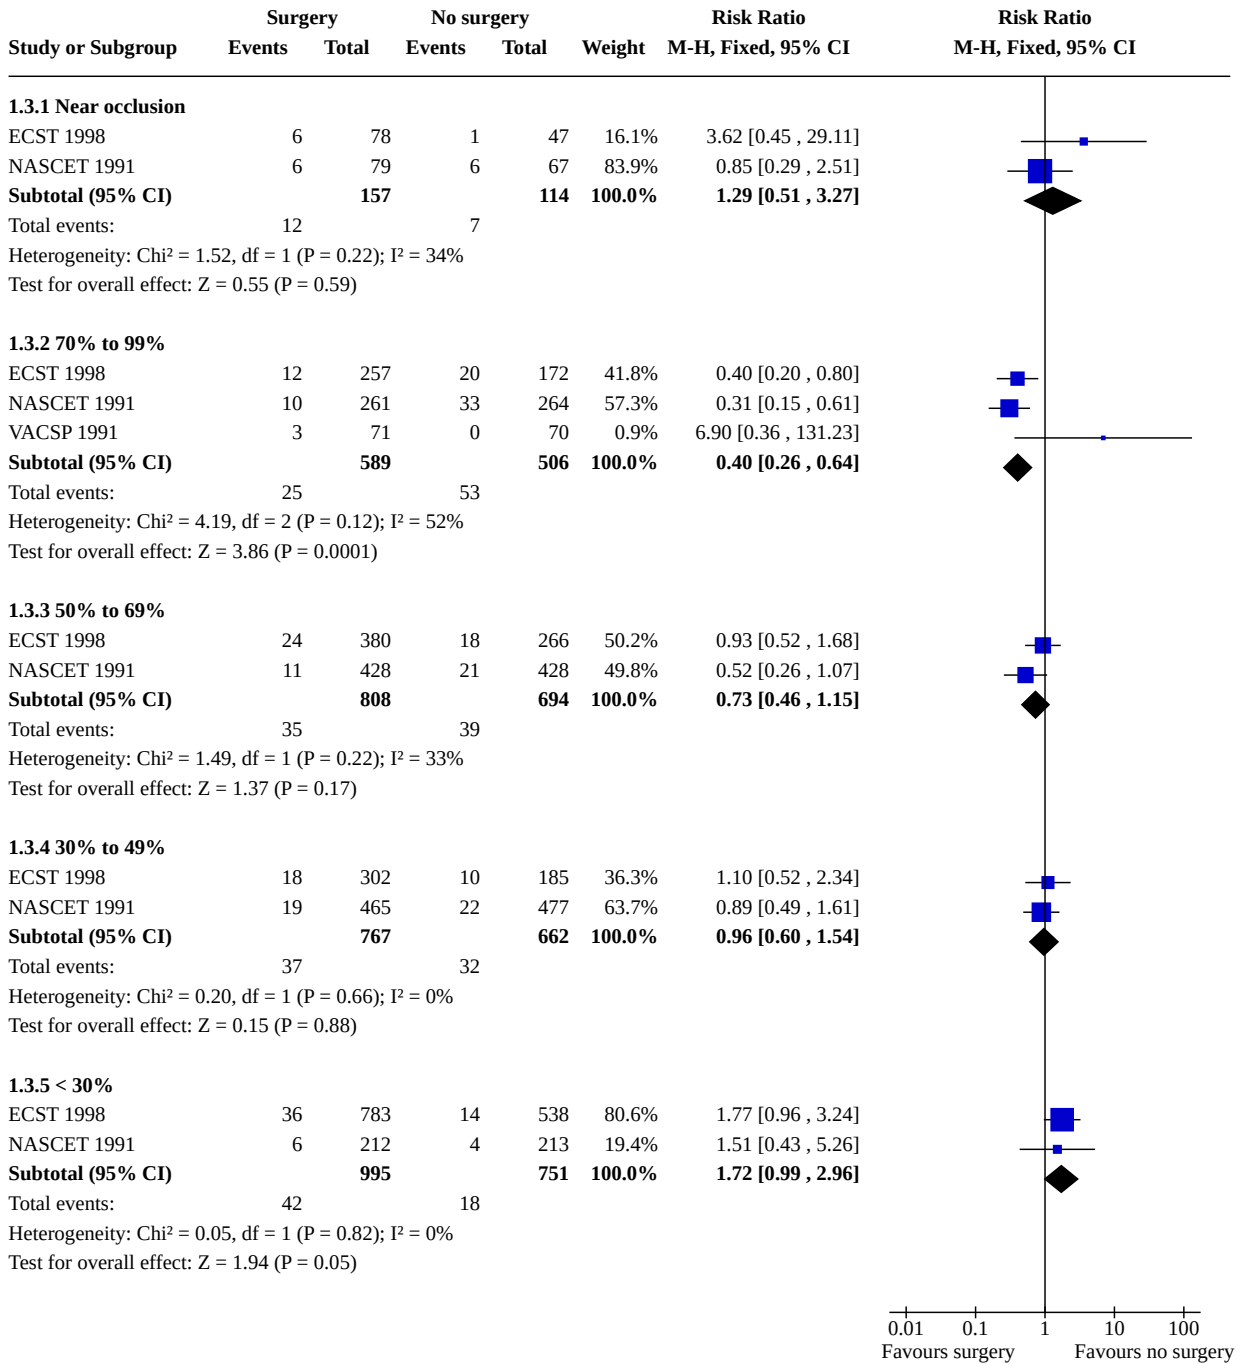 Surgery No surgery Risk Ratio Risk Ratio
Study or Subgroup Events Total Events Total Weight M-H, Fixed, 95% CI M-H, Fixed, 95% CI
1.3.1 Near occlusion
ECST 1998 6 78 1 47 16.1% 3.62 [0.45 , 29.11]
NASCET 1991 6 79 6 67 83.9% 0.85 [0.29 , 2.51]
Subtotal (95% CI) 157 114 100.0% 1.29 [0.51 , 3.27]
Total events: 12 7
Heterogeneity: Chi² = 1.52, df = 1 (P = 0.22); I² = 34%
Test for overall effect: Z = 0.55 (P = 0.59)
1.3.2 70% to 99%
ECST 1998 12 257 20 172 41.8% 0.40 [0.20 , 0.80]
NASCET 1991 10 261 33 264 57.3% 0.31 [0.15 , 0.61]
VACSP 1991 3 71 0 70 0.9% 6.90 [0.36 , 131.23]
Subtotal (95% CI) 589 506 100.0% 0.40 [0.26 , 0.64]
Total events: 25 53
Heterogeneity: Chi² = 4.19, df = 2 (P = 0.12); I² = 52%
Test for overall effect: Z = 3.86 (P = 0.0001)
1.3.3 50% to 69%
ECST 1998 24 380 18 266 50.2% 0.93 [0.52 , 1.68]
NASCET 1991 11 428 21 428 49.8% 0.52 [0.26 , 1.07]
Subtotal (95% CI) 808 694 100.0% 0.73 [0.46 , 1.15]
Total events: 35 39
Heterogeneity: Chi² = 1.49, df = 1 (P = 0.22); I² = 33%
Test for overall effect: Z = 1.37 (P = 0.17)
1.3.4 30% to 49%
ECST 1998 18 302 10 185 36.3% 1.10 [0.52 , 2.34]
NASCET 1991 19 465 22 477 63.7% 0.89 [0.49 , 1.61]
Subtotal (95% CI) 767 662 100.0% 0.96 [0.60 , 1.54]
Total events: 37 32
Heterogeneity: Chi² = 0.20, df = 1 (P = 0.66); I² = 0%
Test for overall effect: Z = 0.15 (P = 0.88)
1.3.5 < 30%
ECST 1998 36 783 14 538 80.6% 1.77 [0.96 , 3.24]
NASCET 1991 6 212 4 213 19.4% 1.51 [0.43 , 5.26]
Subtotal (95% CI) 995 751 100.0% 1.72 [0.99 , 2.96]
Total events: 42 18
Heterogeneity: Chi² = 0.05, df = 1 (P = 0.82); I² = 0%
Test for overall effect: Z = 1.94 (P = 0.05)
0.01 0.1 1 10 100
Favours surgery Favours no surgery